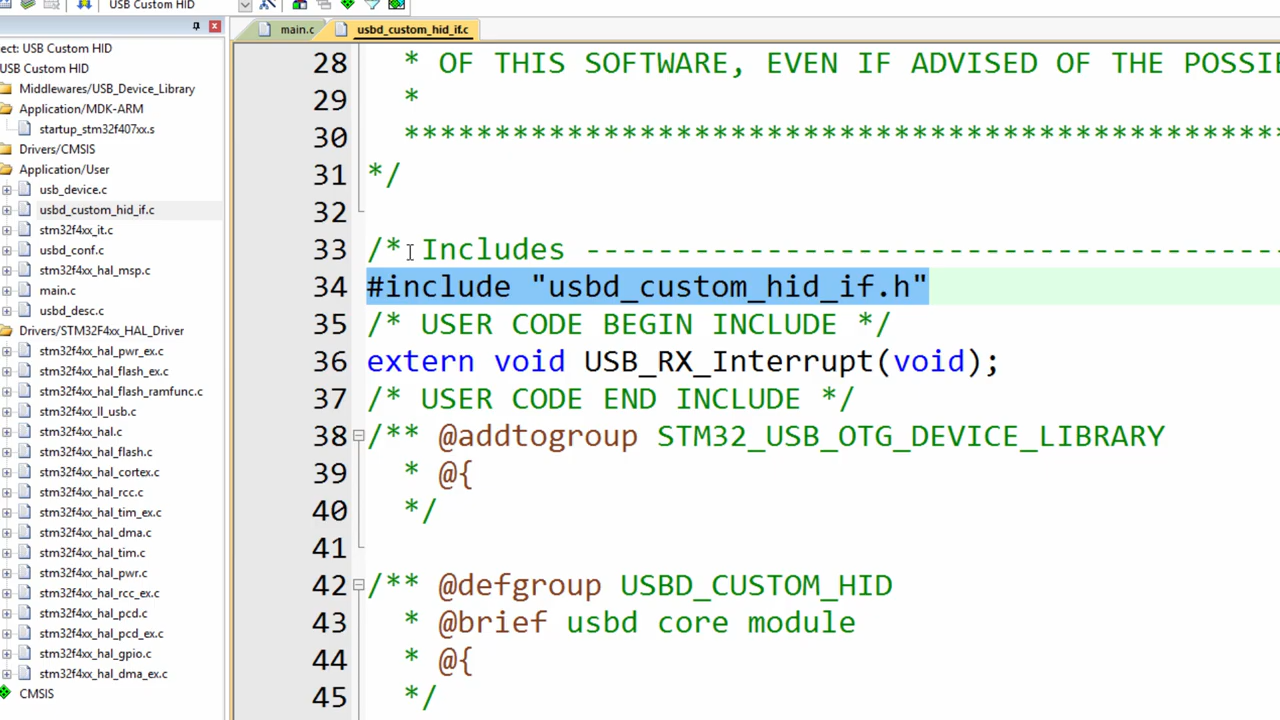 USB Custom HID
ect: USB Custom HID
USB Custom HID
Middlewares/USB_Device_Library
Application/MDK-ARM
startup_stm32f407xx.s
Drivers/CMSIS
Application/User
usb_device.c
usbd_custom_hid_if.c
stm32f4xx_it.c
usbd_conf.c
stm32f4xx_hal_msp.c
main.c
usbd_desc.c
Drivers/STM32F4xx_HAL_Driver
stm32f4xx_hal_pwr_ex.c
stm32f4xx_hal_flash_ex.c
stm32f4xx_hal_flash_ramfunc.c
stm32f4xx_ll_usb.c
stm32f4xx_hal.c
stm32f4xx_hal_flash.c
stm32f4xx_hal_cortex.c
stm32f4xx_hal_rcc.c
stm32f4xx_hal_tim_ex.c
stm32f4xx_hal_dma.c
stm32f4xx_hal_tim.c
stm32f4xx_hal_pwr.c
stm32f4xx_hal_rcc_ex.c
stm32f4xx_hal_pcd.c
stm32f4xx_hal_pcd_ex.c
stm32f4xx_hal_gpio.c
stm32f4xx_hal_dma_ex.c
CMSIS
main.c
usbd_custom_hid_if.c
28 * OF THIS SOFTWARE, EVEN IF ADVISED OF THE POSSIB
29 *
30 **************************************************
31 */
32
33 /* Includes --------------------------------------
34 #include "usbd_custom_hid_if.h"
35 /* USER CODE BEGIN INCLUDE */
36 extern void USB_RX_Interrupt(void);
37 /* USER CODE END INCLUDE */
38 /** @addtogroup STM32_USB_OTG_DEVICE_LIBRARY
39 * @{
40 */
41
42 /** @defgroup USBD_CUSTOM_HID
43 * @brief usbd core module
44 * @{
45 */